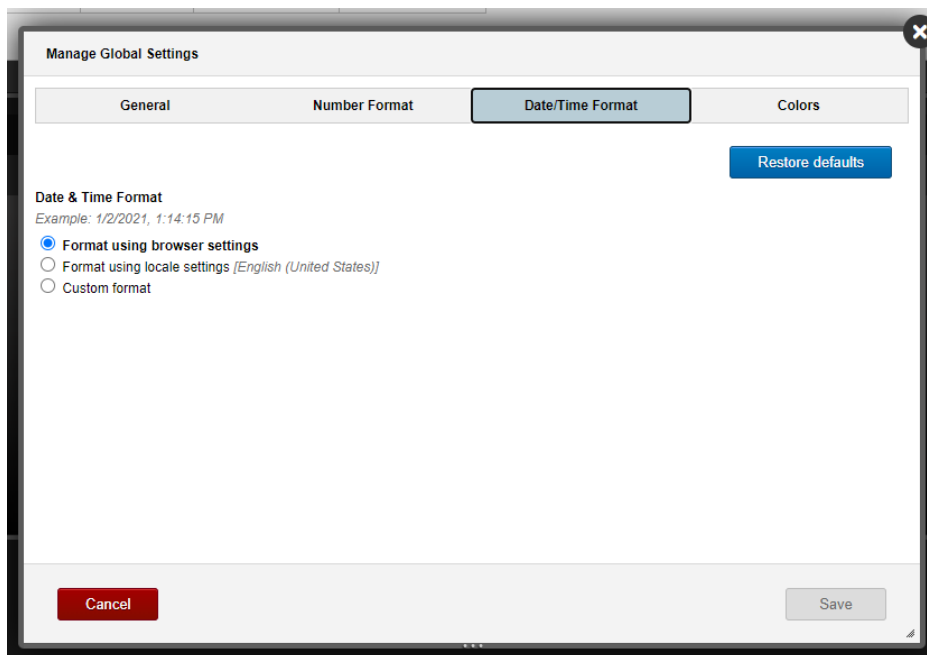 Manage Global Settings
General Number Format Date/Time Format Colors
Restore defaults
Date & Time Format
Example: 1/2/2021, 1:14:15 PM
Format using browser settings
Format using locale settings [English (United States)]
Custom format
Cancel Save